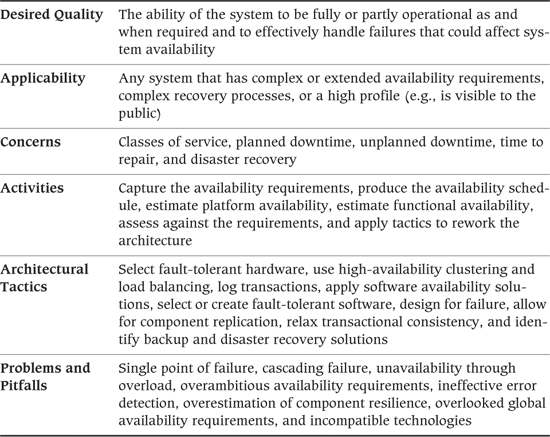 Desired Quality The ability of the system to be fully or partly operational as and
when required and to effectively handle failures that could affect sys-
tem availability
Applicability Any system that has complex or extended availability requirements,
complex recovery processes, or a high profile (e.g., is visible to the
public)
Concerns Classes of service, planned downtime, unplanned downtime, time to
repair, and disaster recovery
Activities Capture the availability requirements, produce the availability sched-
ule, estimate platform availability, estimate functional availability,
assess against the requirements, and apply tactics to rework the
architecture
Architectural Select fault-tolerant hardware, use high-availability clustering and
Tactics load balancing, log transactions, apply software availability solu-
tions, select or create fault-tolerant software, design for failure, allow
for component replication, relax transactional consistency, and iden-
tify backup and disaster recovery solutions
Problems and Single point of failure, cascading failure, unavailability through
Pitfalls overload, overambitious availability requirements, ineffective error
detection, overestimation of component resilience, overlooked global
availability requirements, and incompatible technologies